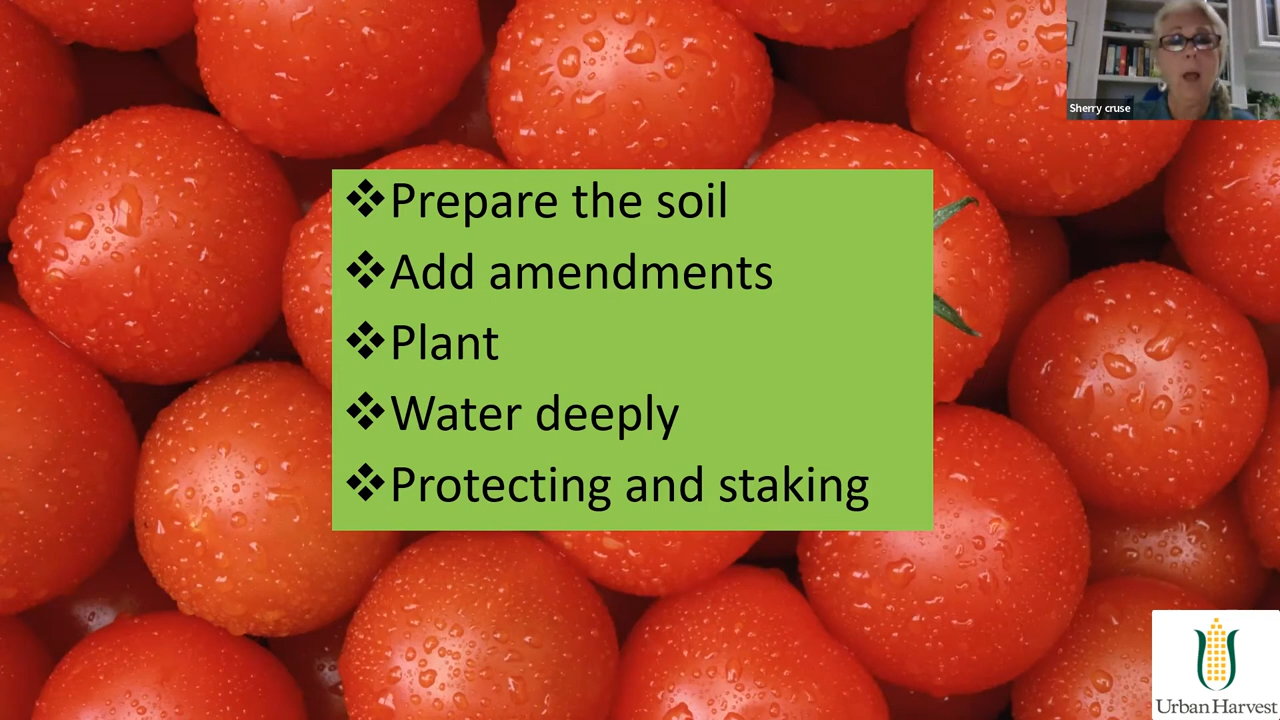 Sherry cruse
❖Prepare the soil
❖Add amendments
❖Plant
❖Water deeply
❖Protecting and staking
Urban Harvest